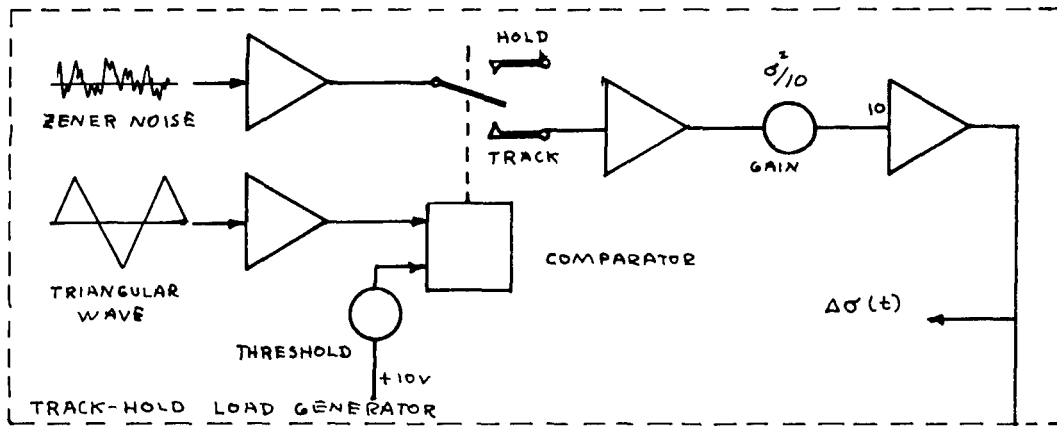 HOLD
σ²/10
ZENER NOISE
10
TRACK
GAIN
COMPARATOR
TRIANGULAR
WAVE
Δσ(t)
THRESHOLD
+10V
TRACK-HOLD LOAD GENERATOR